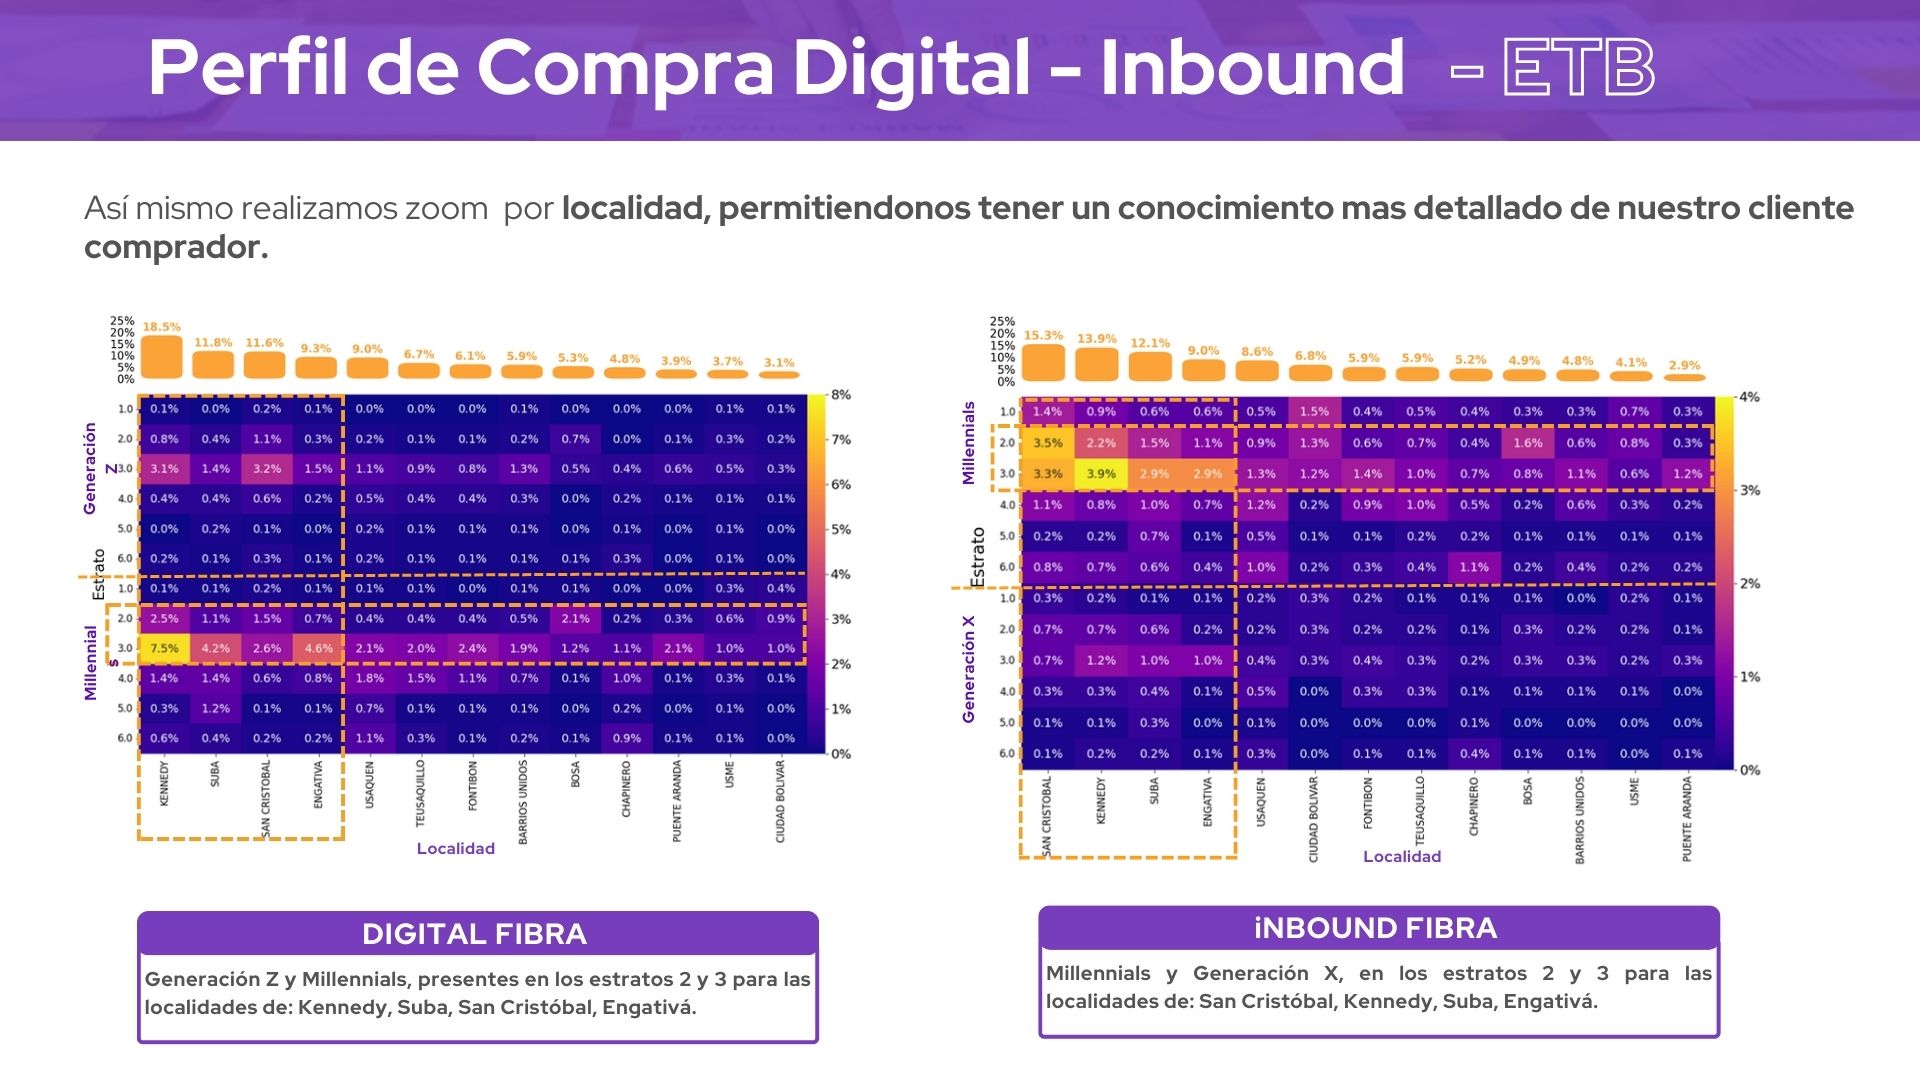 Perfil de Compra Digital - Inbound - ETB
Así mismo realizamos zoom por localidad, permitiendonos tener un conocimiento mas detallado de nuestro cliente
comprador.
25%
20%
15%
10%
5%
0%
18.5% 11.8% 11.6% 9.3% 9.0% 6.7% 6.1% 5.9% 5.3% 4.8% 3.9% 3.7% 3.1%
Generación
Z
Estrato
Millennial
s
1.0 0.1% 0.0% 0.2% 0.1% 0.0% 0.0% 0.0% 0.1% 0.0% 0.0% 0.0% 0.1% 0.1%
2.0 0.8% 0.4% 1.1% 0.3% 0.2% 0.1% 0.1% 0.2% 0.7% 0.0% 0.1% 0.3% 0.2%
3.0 3.1% 1.4% 3.2% 1.5% 1.1% 0.9% 0.8% 1.3% 0.5% 0.4% 0.6% 0.5% 0.3%
4.0 0.4% 0.4% 0.6% 0.2% 0.5% 0.4% 0.4% 0.3% 0.0% 0.2% 0.1% 0.1% 0.1%
5.0 0.0% 0.2% 0.1% 0.0% 0.2% 0.1% 0.1% 0.1% 0.0% 0.1% 0.0% 0.1% 0.0%
6.0 0.2% 0.1% 0.3% 0.1% 0.2% 0.1% 0.1% 0.1% 0.1% 0.3% 0.0% 0.1% 0.0%
1.0 0.1% 0.1% 0.2% 0.1% 0.1% 0.1% 0.0% 0.1% 0.1% 0.0% 0.0% 0.3% 0.4%
2.0 2.5% 1.1% 1.5% 0.7% 0.4% 0.4% 0.4% 0.5% 2.1% 0.2% 0.3% 0.6% 0.9%
3.0 7.5% 4.2% 2.6% 4.6% 2.1% 2.0% 2.4% 1.9% 1.2% 1.1% 2.1% 1.0% 1.0%
4.0 1.4% 1.4% 0.6% 0.8% 1.8% 1.5% 1.1% 0.7% 0.1% 1.0% 0.1% 0.3% 0.1%
5.0 0.3% 1.2% 0.1% 0.1% 0.7% 0.1% 0.1% 0.1% 0.0% 0.2% 0.0% 0.1% 0.0%
6.0 0.6% 0.4% 0.2% 0.2% 1.1% 0.3% 0.1% 0.2% 0.1% 0.9% 0.1% 0.1% 0.0%
8%
7%
6%
5%
4%
3%
2%
1%
0%
KENNEDY
SUBA
SAN CRISTOBAL
ENGATIVA
USAQUEN
TEUSAQUILLO
FONTIBON
BARRIOS UNIDOS
BOSA
CHAPINERO
PUENTE ARANDA
USME
CIUDAD BOLIVAR
Localidad
25%
20%
15%
10%
5%
0%
15.3% 13.9% 12.1% 9.0% 8.6% 6.8% 5.9% 5.9% 5.2% 4.9% 4.8% 4.1% 2.9%
Millennials
Estrato
Generación X
1.0 1.4% 0.9% 0.6% 0.6% 0.5% 1.5% 0.4% 0.5% 0.4% 0.3% 0.3% 0.7% 0.3%
2.0 3.5% 2.2% 1.5% 1.1% 0.9% 1.3% 0.6% 0.7% 0.4% 1.6% 0.6% 0.8% 0.3%
3.0 3.3% 3.9% 2.9% 2.9% 1.3% 1.2% 1.4% 1.0% 0.7% 0.8% 1.1% 0.6% 1.2%
4.0 1.1% 0.8% 1.0% 0.7% 1.2% 0.2% 0.9% 1.0% 0.5% 0.2% 0.6% 0.3% 0.2%
5.0 0.2% 0.2% 0.7% 0.1% 0.5% 0.1% 0.1% 0.2% 0.2% 0.1% 0.1% 0.1% 0.1%
6.0 0.8% 0.7% 0.6% 0.4% 1.0% 0.2% 0.3% 0.4% 1.1% 0.2% 0.4% 0.2% 0.2%
1.0 0.3% 0.2% 0.1% 0.1% 0.2% 0.3% 0.2% 0.1% 0.1% 0.1% 0.0% 0.2% 0.1%
2.0 0.7% 0.7% 0.6% 0.2% 0.2% 0.3% 0.2% 0.2% 0.1% 0.3% 0.2% 0.2% 0.1%
3.0 0.7% 1.2% 1.0% 1.0% 0.4% 0.3% 0.4% 0.3% 0.2% 0.3% 0.3% 0.2% 0.3%
4.0 0.3% 0.3% 0.4% 0.1% 0.5% 0.0% 0.3% 0.3% 0.1% 0.1% 0.1% 0.1% 0.0%
5.0 0.1% 0.1% 0.3% 0.0% 0.1% 0.0% 0.0% 0.0% 0.1% 0.0% 0.0% 0.0% 0.0%
6.0 0.1% 0.2% 0.2% 0.1% 0.3% 0.0% 0.1% 0.1% 0.4% 0.1% 0.1% 0.0% 0.1%
4%
3%
2%
1%
0%
SAN CRISTOBAL
KENNEDY
SUBA
ENGATIVA
USAQUEN
CIUDAD BOLIVAR
FONTIBON
TEUSAQUILLO
CHAPINERO
BOSA
BARRIOS UNIDOS
USME
PUENTE ARANDA
Localidad
DIGITAL FIBRA
Generación Z y Millennials, presentes en los estratos 2 y 3 para las
localidades de: Kennedy, Suba, San Cristóbal, Engativá.
iNBOUND FIBRA
Millennials y Generación X, en los estratos 2 y 3 para las
localidades de: San Cristóbal, Kennedy, Suba, Engativá.